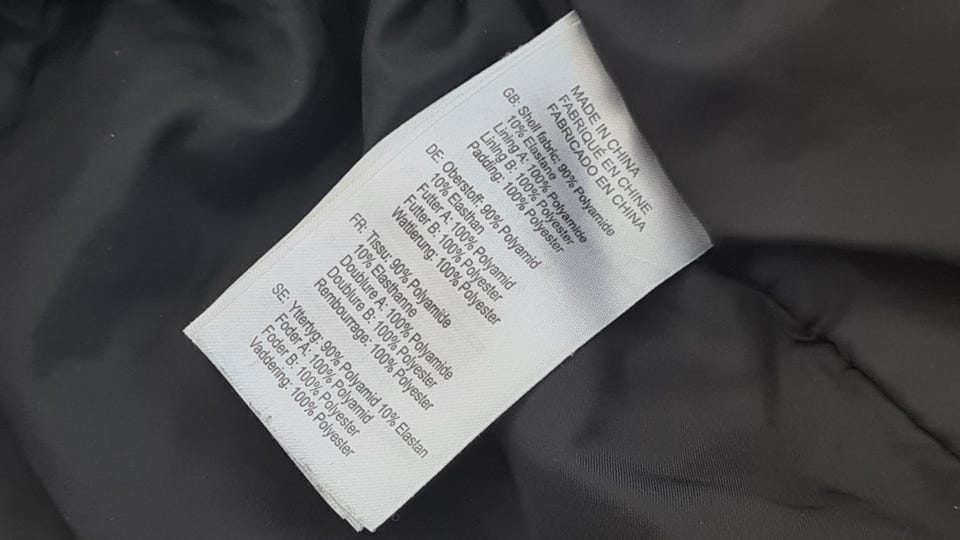 MADE IN CHINA
FABRIQUE EN CHINE
FABRICADO EN CHINA
GB: Shell fabric: 90% Polyamide
10% Elastane
Lining A: 100% Polyamide
Lining B: 100% Polyester
Padding: 100% Polyester
DE: Oberstoff: 90% Polyamid
10% Elasthan
Futter A: 100% Polyamid
Futter B: 100% Polyester
Wattierung: 100% Polyester
FR: Tissu: 90% Polyamide
10% Elasthanne
Doublure A: 100% Polyamide
Doublure B: 100% Polyester
Rembourrage: 100% Polyester
SE: Yttertyg: 90% Polyamid 10% Elastan
Foder A: 100% Polyamid
Foder B: 100% Polyester
Vaddering: 100% Polyester